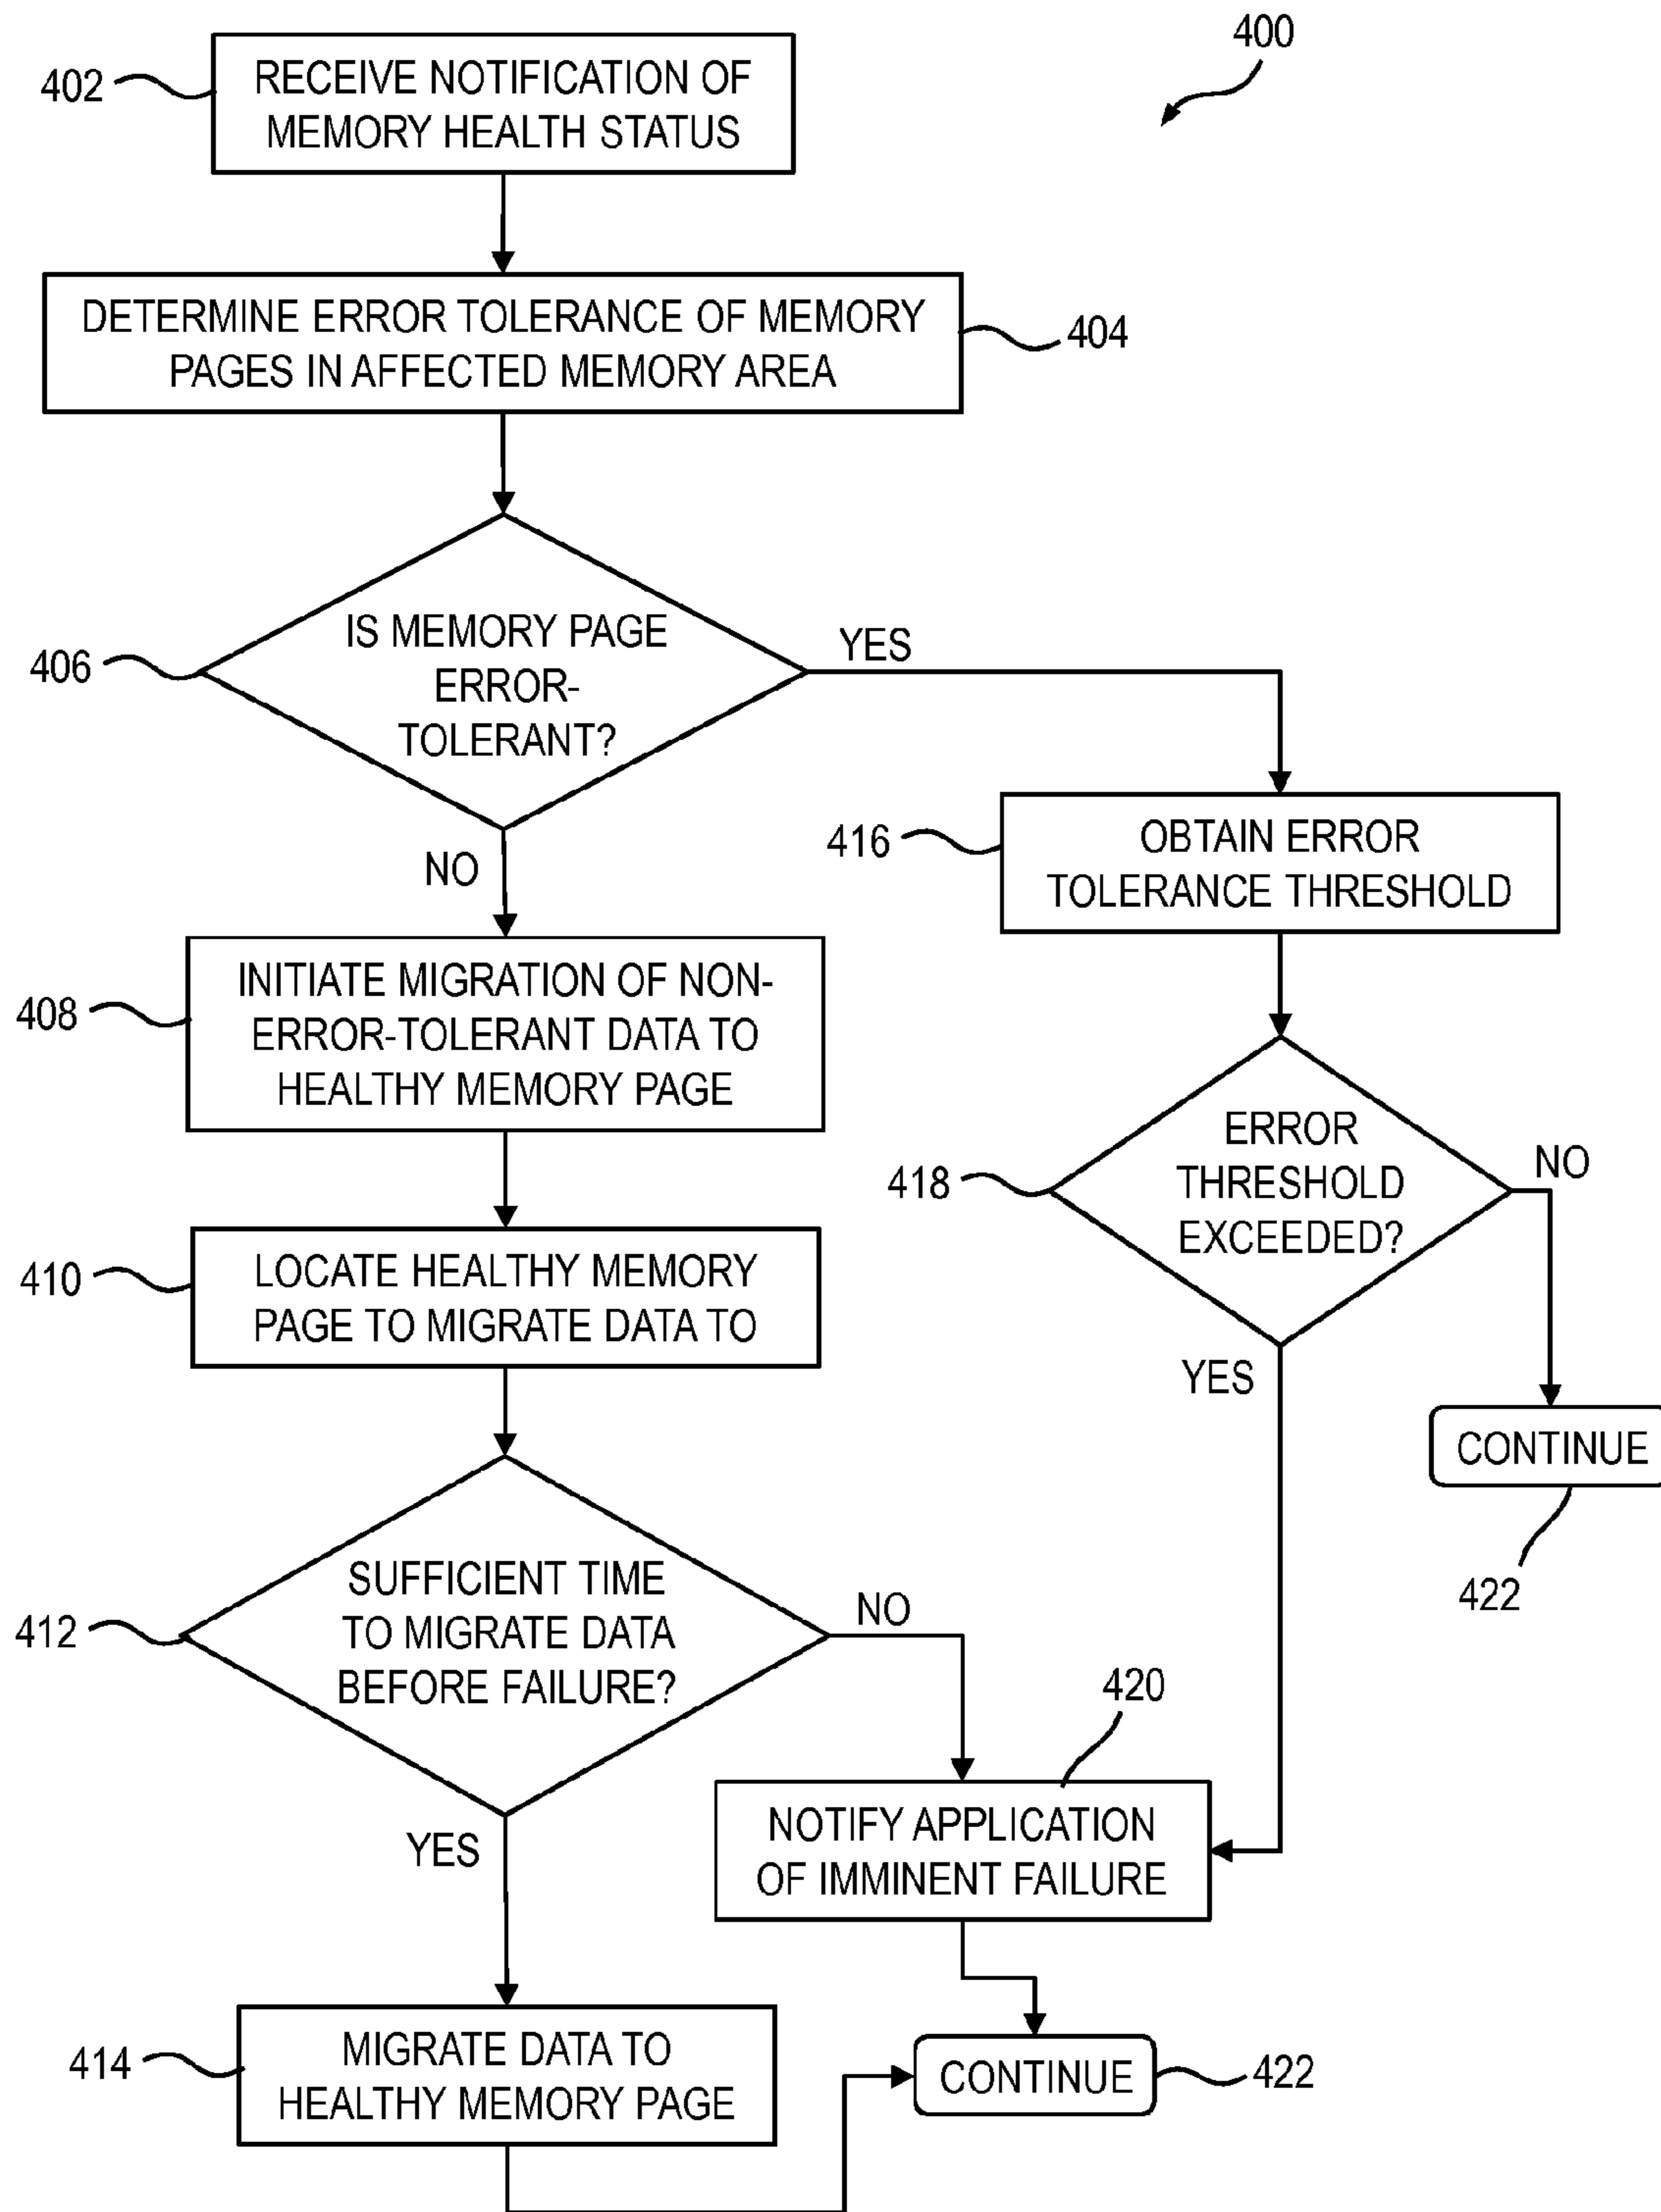 400
402
RECEIVE NOTIFICATION OF
MEMORY HEALTH STATUS
DETERMINE ERROR TOLERANCE OF MEMORY
PAGES IN AFFECTED MEMORY AREA
404
406
IS MEMORY PAGE
ERROR-
TOLERANT?
YES
NO
416
OBTAIN ERROR
TOLERANCE THRESHOLD
408
INITIATE MIGRATION OF NON-
ERROR-TOLERANT DATA TO
HEALTHY MEMORY PAGE
418
ERROR
THRESHOLD
EXCEEDED?
NO
YES
410
LOCATE HEALTHY MEMORY
PAGE TO MIGRATE DATA TO
CONTINUE
422
412
SUFFICIENT TIME
TO MIGRATE DATA
BEFORE FAILURE?
NO
YES
420
NOTIFY APPLICATION
OF IMMINENT FAILURE
414
MIGRATE DATA TO
HEALTHY MEMORY PAGE
CONTINUE
422